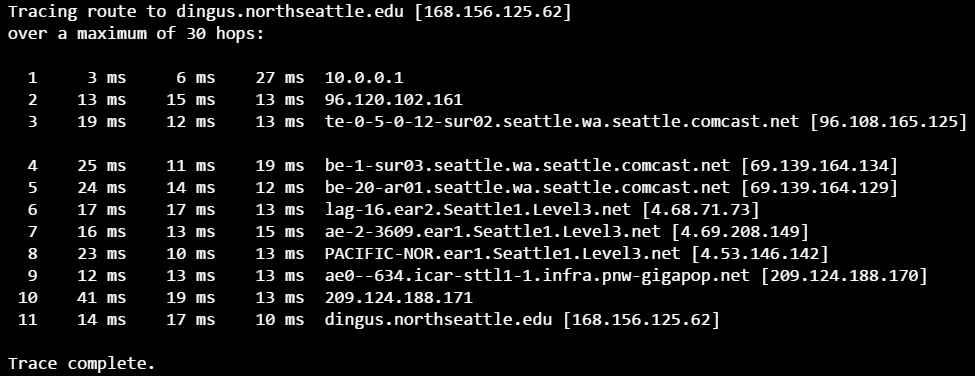 Tracing route to dingus.northseattle.edu [168.156.125.62]
over a maximum of 30 hops:
1 3 ms 6 ms 27 ms 10.0.0.1
2 13 ms 15 ms 13 ms 96.120.102.161
3 19 ms 12 ms 13 ms te-0-5-0-12-sur02.seattle.wa.seattle.comcast.net [96.108.165.125]
4 25 ms 11 ms 19 ms be-1-sur03.seattle.wa.seattle.comcast.net [69.139.164.134]
5 24 ms 14 ms 12 ms be-20-ar01.seattle.wa.seattle.comcast.net [69.139.164.129]
6 17 ms 17 ms 13 ms lag-16.ear2.Seattle1.Level3.net [4.68.71.73]
7 16 ms 13 ms 15 ms ae-2-3609.ear1.Seattle1.Level3.net [4.69.208.149]
8 23 ms 10 ms 13 ms PACIFIC-NOR.ear1.Seattle1.Level3.net [4.53.146.142]
9 12 ms 13 ms 13 ms ae0--634.icar-sttl1-1.infra.pnw-gigapop.net [209.124.188.170]
10 41 ms 19 ms 13 ms 209.124.188.171
11 14 ms 17 ms 10 ms dingus.northseattle.edu [168.156.125.62]
Trace complete.